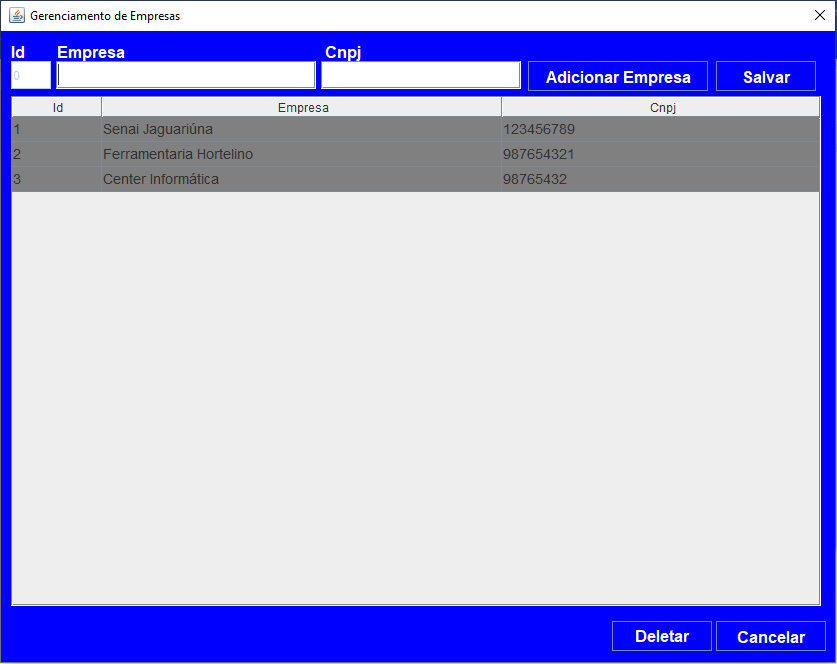 Gerenciamento de Empresas
Id Empresa Cnpj
0 Adicionar Empresa Salvar
Id Empresa Cnpj
1 Senai Jaguariúna 123456789
2 Ferramentaria Hortelino 987654321
3 Center Informática 98765432
Deletar Cancelar